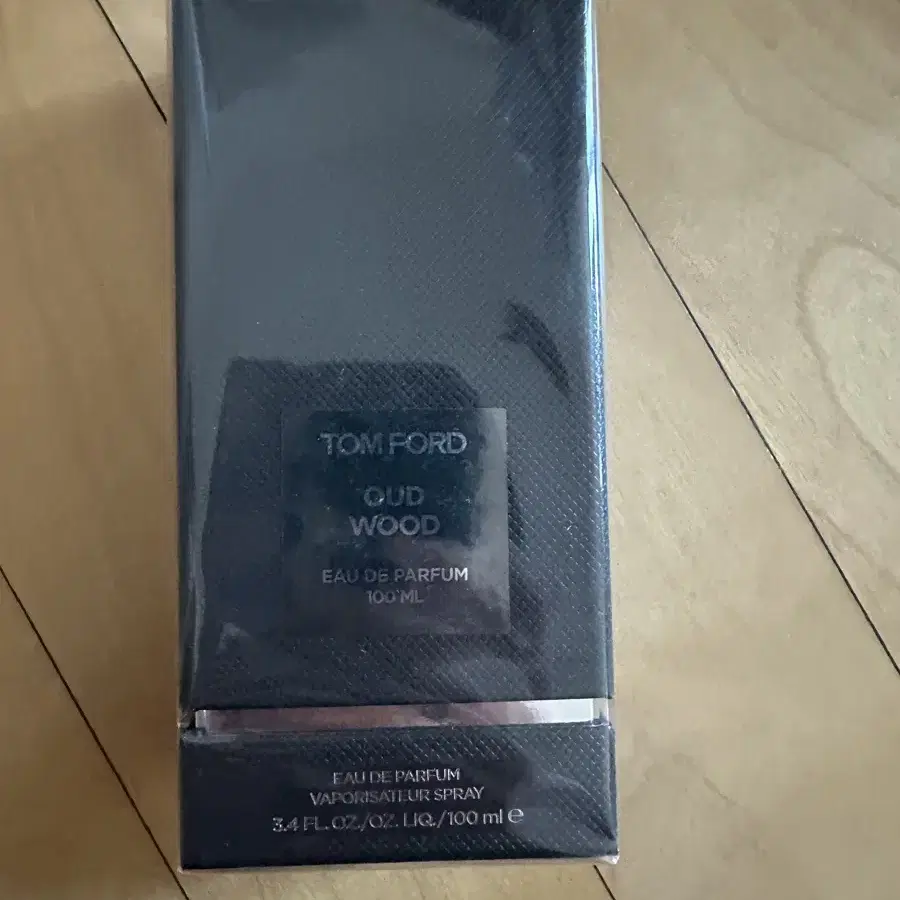 TOM FORD
OUD
WOOD
EAU DE PARFUM
100 ML
EAU DE PARFUM
VAPORISATEUR SPRAY
3.4 FL. OZ./OZ. LIQ./100 ml ℮